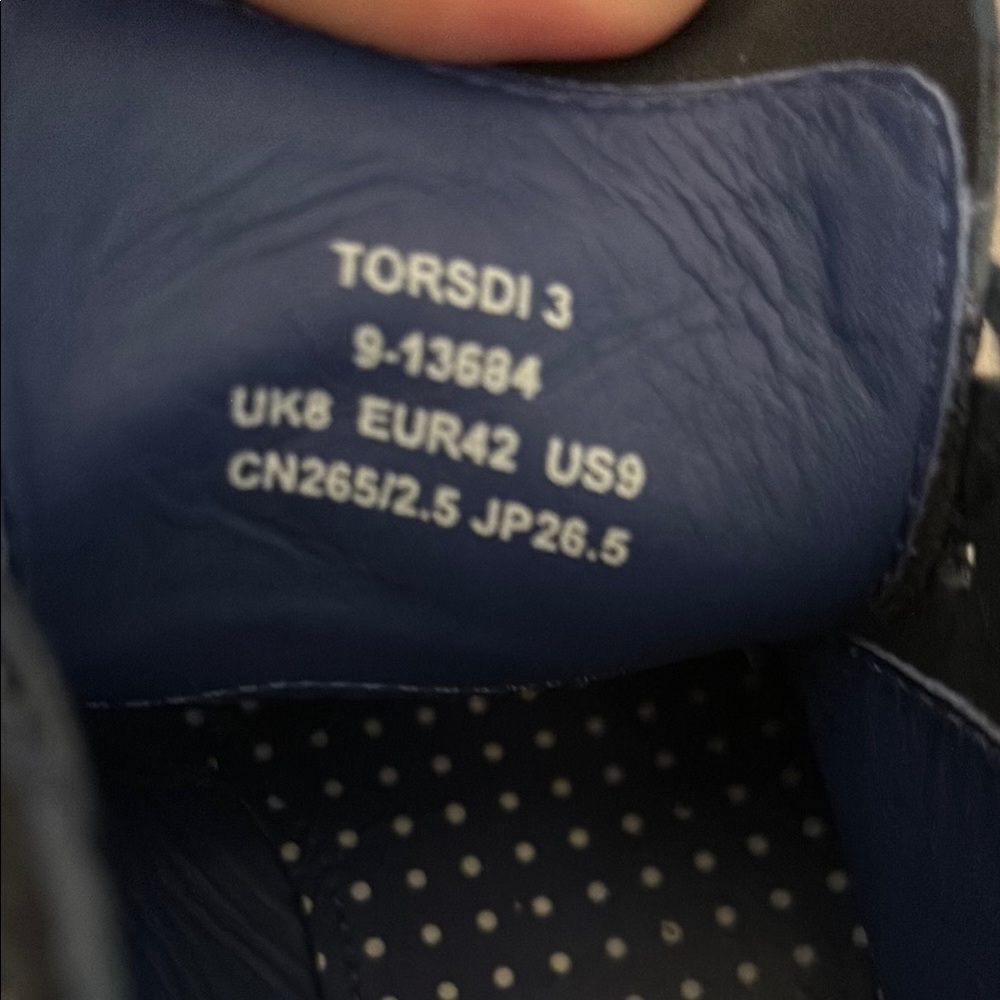 TORSDI 3
9-13684
UK8 EUR42 US9
CN265/2.5 JP26.5